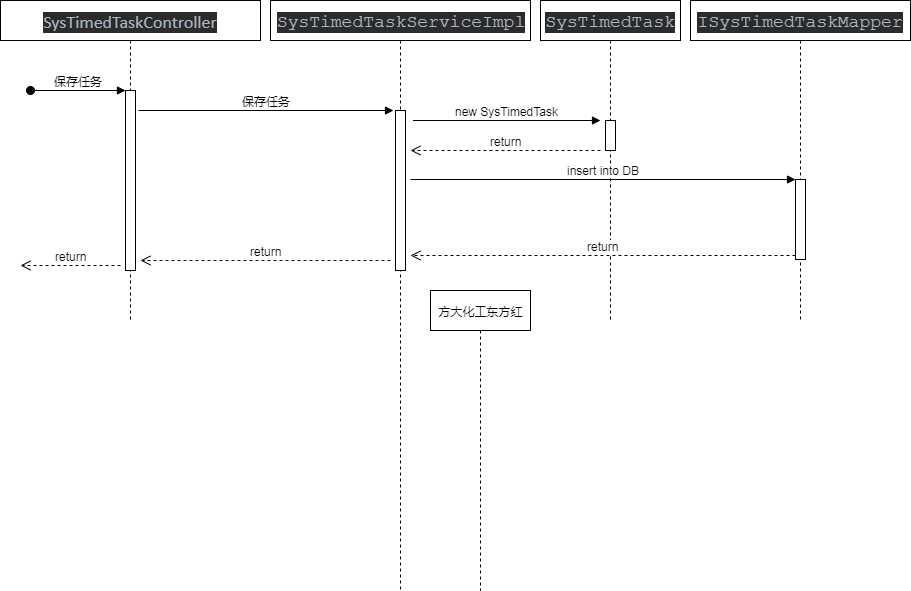 SysTimedTaskController
SysTimedTaskServiceImpl
SysTimedTask
ISysTimedTaskMapper
保存任务
保存任务
new SysTimedTask
return
insert into DB
return
return
return
方大化工东方红